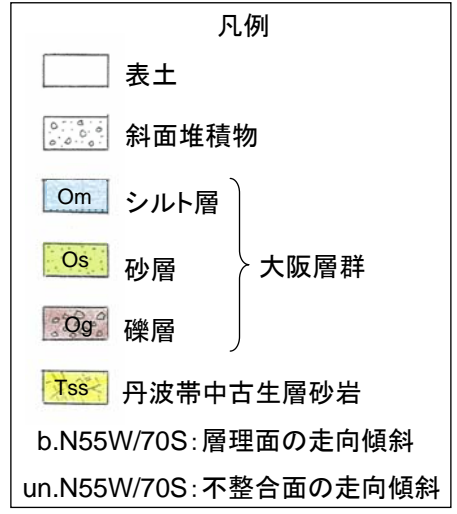 凡例
表土
斜面堆積物
Om シルト層
Os 砂層
大阪層群
Og 礫層
Tss 丹波帯中古生層砂岩
b.N55W/70S:層理面の走向傾斜
un.N55W/70S:不整合面の走向傾斜